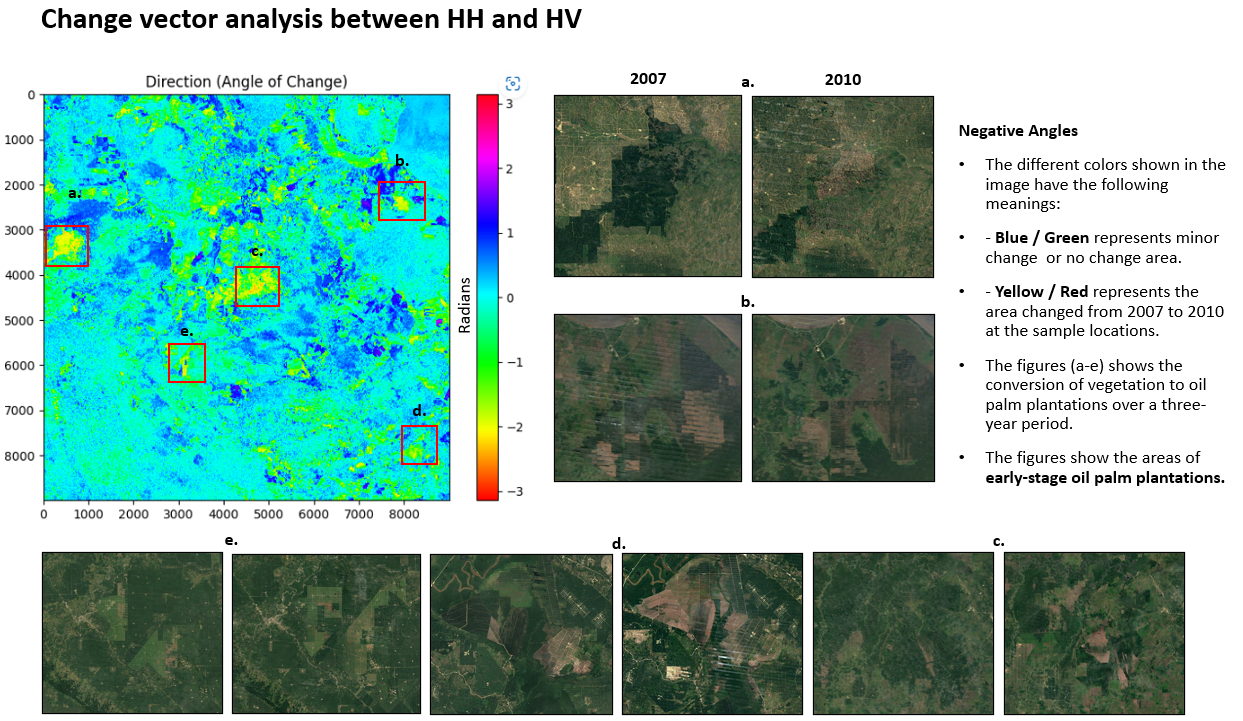 Change vector analysis between HH and HV
Direction (Angle of Change)
0
1000
2000
3000
4000
5000
6000
7000
8000
0
1000
2000
3000
4000
5000
6000
7000
8000
a.
b.
c.
e.
d.
3
2
1
0
−1
−2
−3
Radians
2007
a.
2010
b.
Negative Angles
• The different colors shown in the
image have the following
meanings:
• - Blue / Green represents minor
change or no change area.
• - Yellow / Red represents the
area changed from 2007 to 2010
at the sample locations.
• The figures (a-e) shows the
conversion of vegetation to oil
palm plantations over a three-
year period.
• The figures show the areas of
early-stage oil palm plantations.
e.
d.
c.